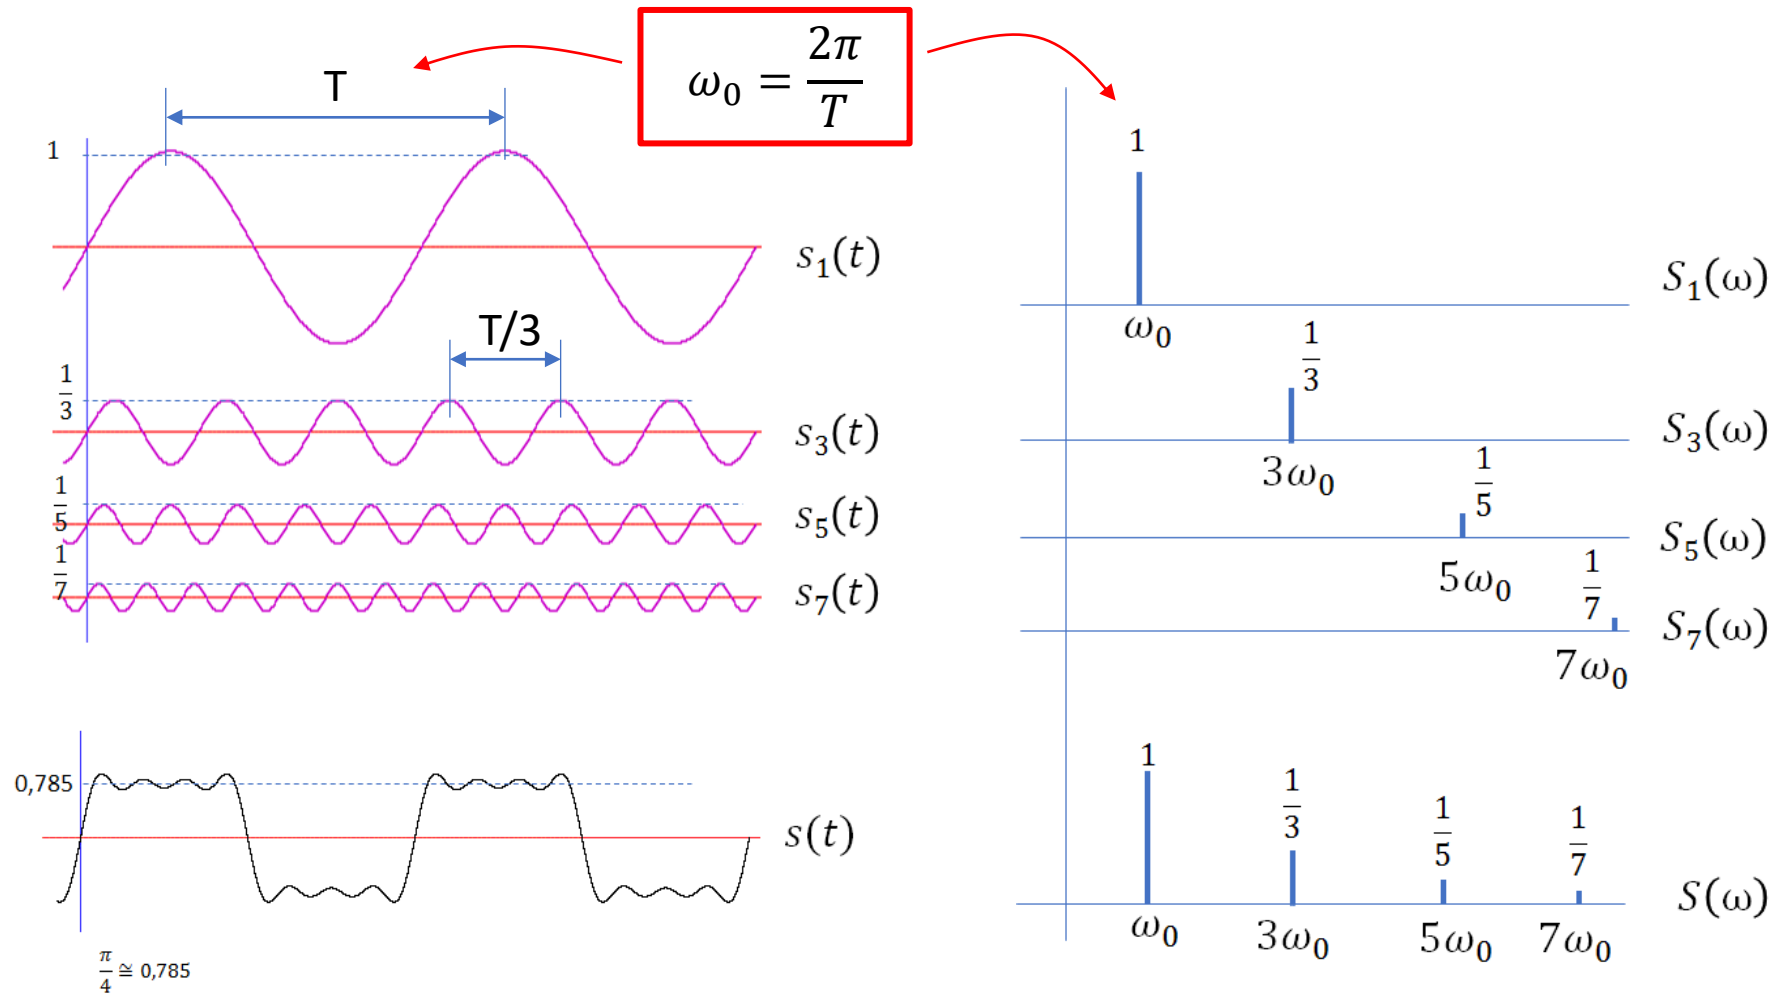 ω₀ = 2π/T
T
1
s₁(t)
T/3
1/3
s₃(t)
1/5
s₅(t)
1/7
s₇(t)
0,785
s(t)
π/4 ≅ 0,785
1
ω₀
S₁(ω)
1/3
3ω₀
S₃(ω)
1/5
5ω₀
S₅(ω)
1/7
7ω₀
S₇(ω)
1
1/3
1/5
1/7
S(ω)
ω₀ 3ω₀ 5ω₀ 7ω₀